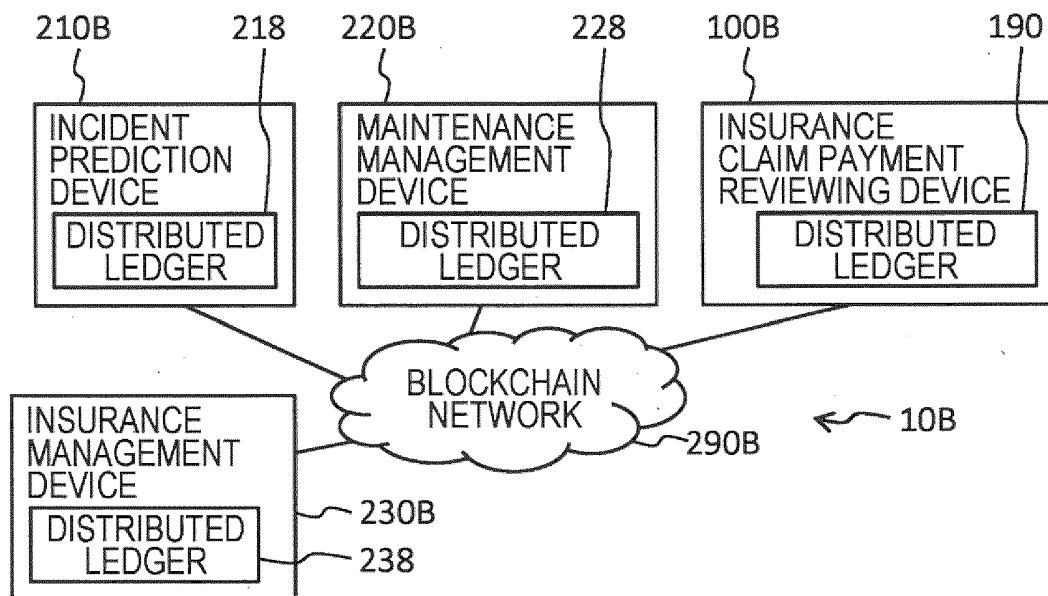 210B 218 220B 228 100B 190
INCIDENT
PREDICTION
DEVICE
DISTRIBUTED
LEDGER
MAINTENANCE
MANAGEMENT
DEVICE
DISTRIBUTED
LEDGER
INSURANCE
CLAIM PAYMENT
REVIEWING DEVICE
DISTRIBUTED
LEDGER
BLOCKCHAIN
NETWORK
290B
10B
INSURANCE
MANAGEMENT
DEVICE
230B
DISTRIBUTED
LEDGER
238